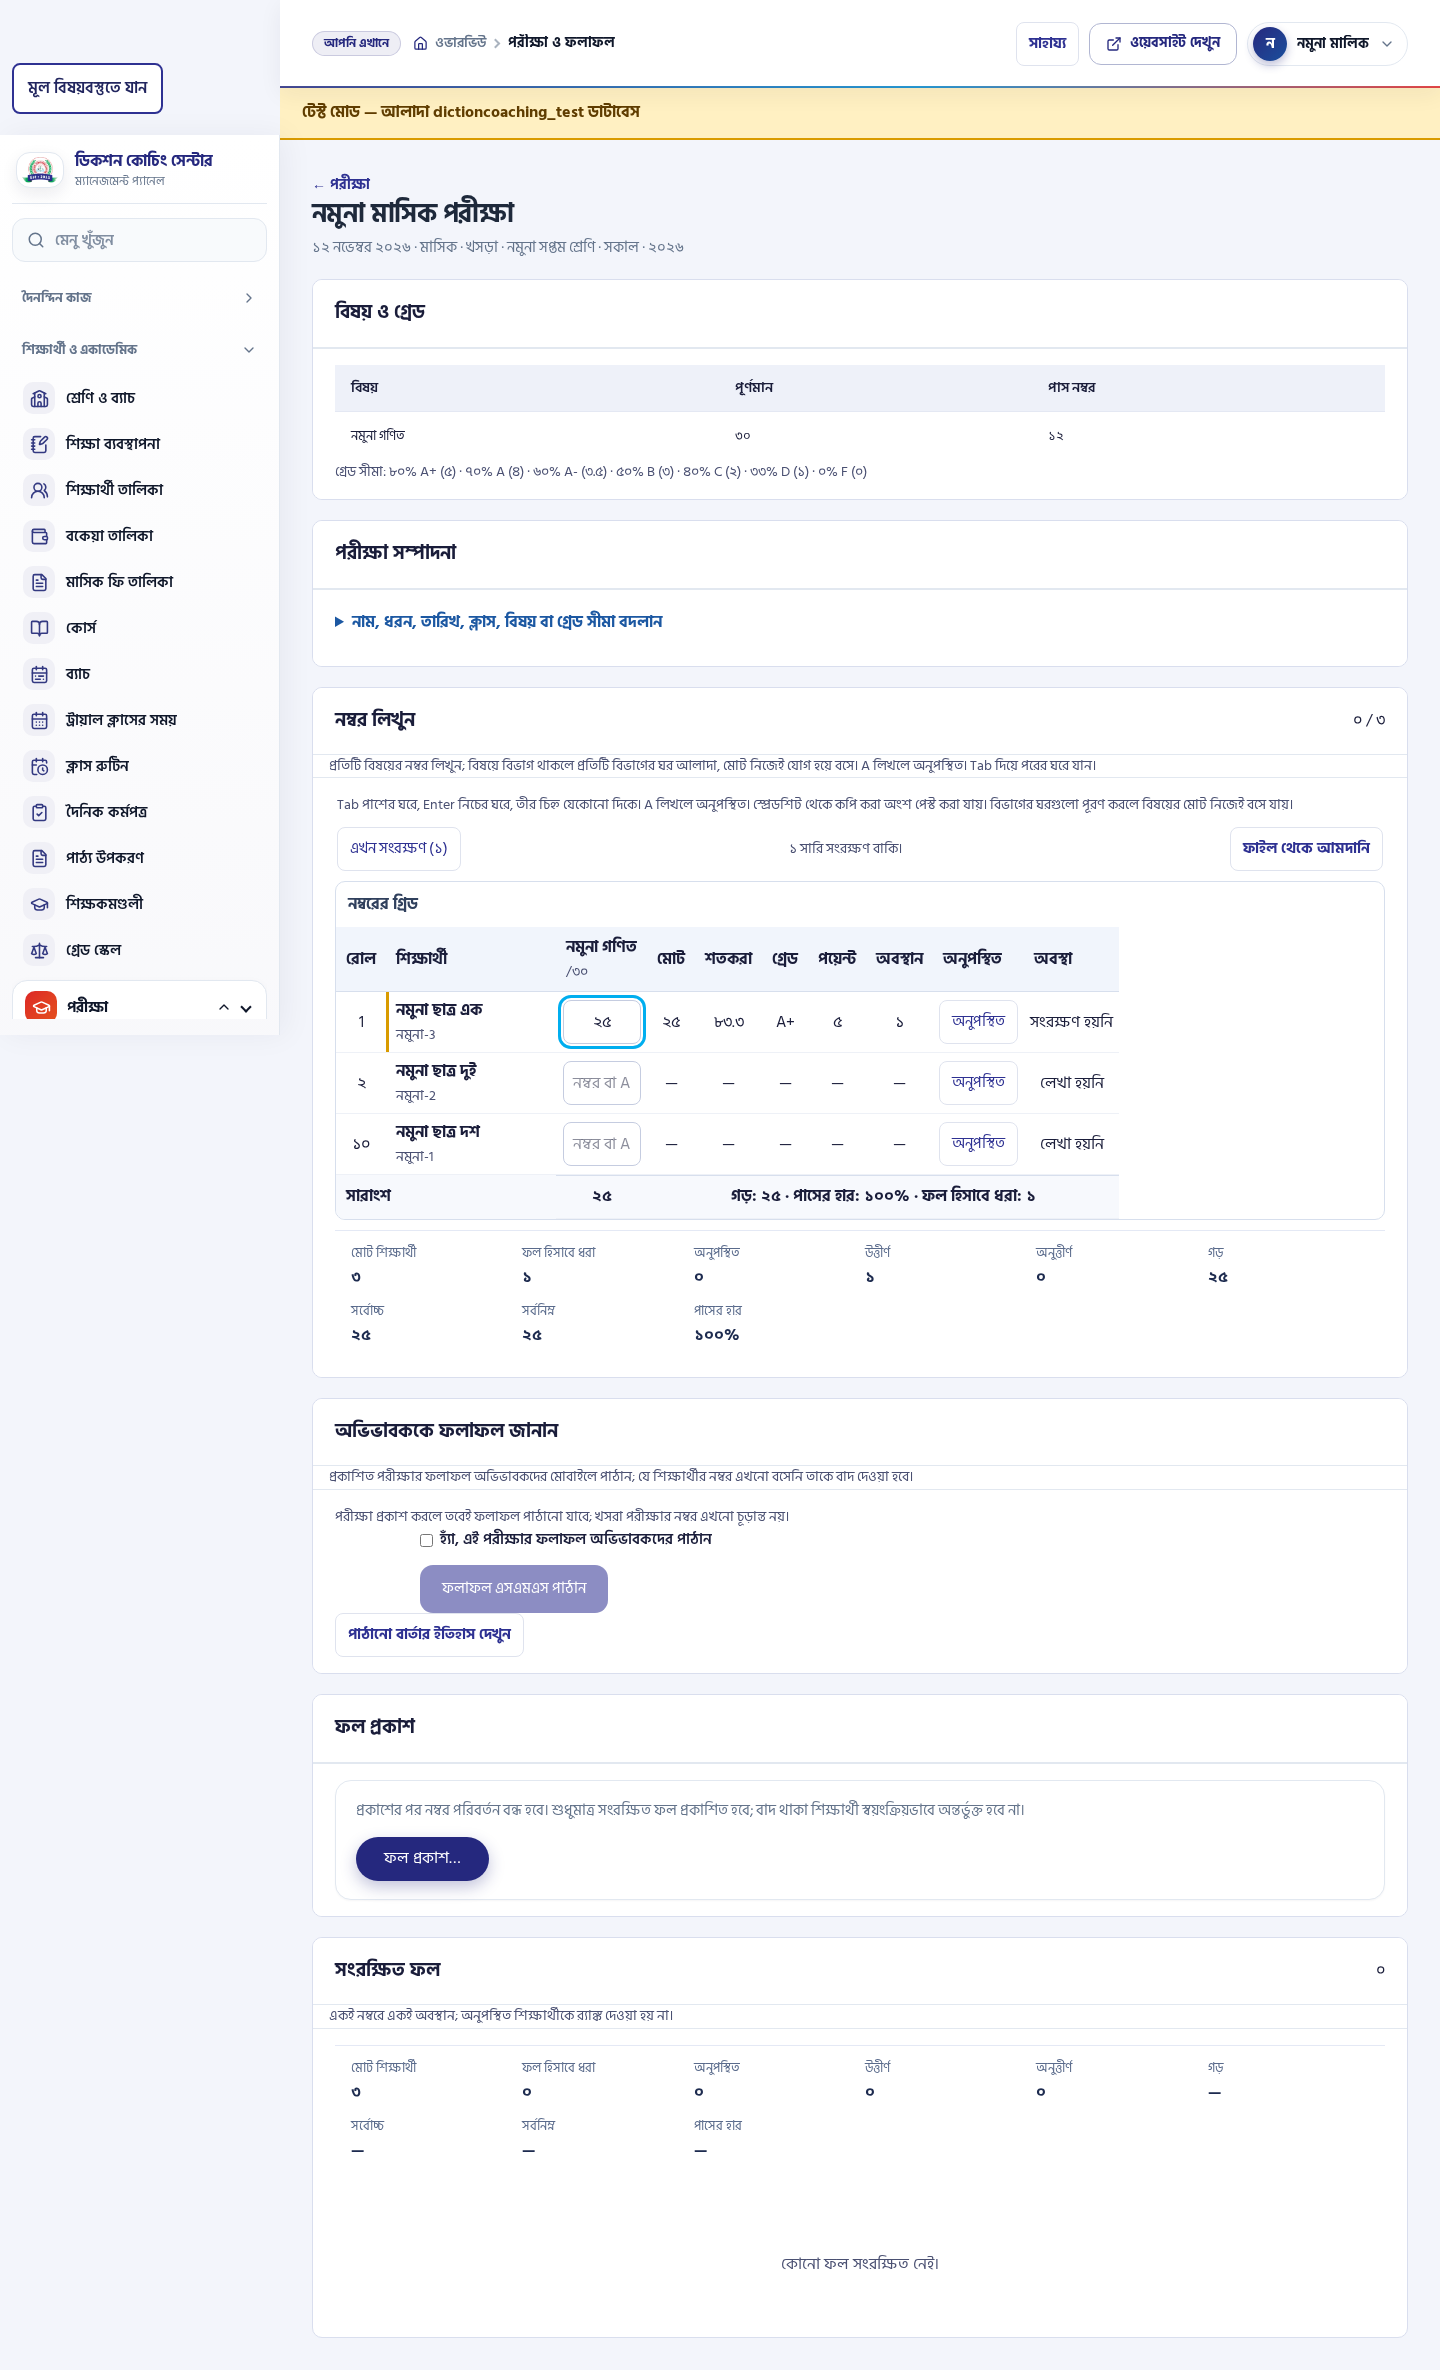 মূল বিষয়বস্তুতে যান
ডিকশন কোচিং সেন্টার
ম্যানেজমেন্ট প্যানেল
মেনু খুঁজুন
দৈনন্দিন কাজ
শিক্ষার্থী ও একাডেমিক
শ্রেণি ও ব্যাচ
শিক্ষা ব্যবস্থাপনা
শিক্ষার্থী তালিকা
বকেয়া তালিকা
মাসিক ফি তালিকা
কোর্স
ব্যাচ
ট্রায়াল ক্লাসের সময়
ক্লাস রুটিন
দৈনিক কর্মপত্র
পাঠ্য উপকরণ
শিক্ষকমণ্ডলী
গ্রেড স্কেল
পরীক্ষা
আপনি এখানে ওভারভিউ পরীক্ষা ও ফলাফল
সাহায্য ওয়েবসাইট দেখুন ন নমুনা মালিক
টেস্ট মোড — আলাদা dictioncoaching_test ডাটাবেস
← পরীক্ষা
নমুনা মাসিক পরীক্ষা
১২ নভেম্বর ২০২৬ · মাসিক · খসড়া · নমুনা সপ্তম শ্রেণি · সকাল · ২০২৬
বিষয় ও গ্রেড
বিষয় পূর্ণমান পাস নম্বর
নমুনা গণিত ৩০ ১২
গ্রেড সীমা: ৮০% A+ (৫) · ৭০% A (৪) · ৬০% A- (৩.৫) · ৫০% B (৩) · ৪০% C (২) · ৩৩% D (১) · ০% F (০)
পরীক্ষা সম্পাদনা
নাম, ধরন, তারিখ, ক্লাস, বিষয় বা গ্রেড সীমা বদলান
নম্বর লিখুন ০ / ৩
প্রতিটি বিষয়ের নম্বর লিখুন; বিষয়ে বিভাগ থাকলে প্রতিটি বিভাগের ঘর আলাদা, মোট নিজেই যোগ হয়ে বসে। A লিখলে অনুপস্থিত। Tab দিয়ে পরের ঘরে যান।
Tab পাশের ঘরে, Enter নিচের ঘরে, তীর চিহ্ন যেকোনো দিকে। A লিখলে অনুপস্থিত। স্প্রেডশিট থেকে কপি করা অংশ পেস্ট করা যায়। বিভাগের ঘরগুলো পূরণ করলে বিষয়ের মোট নিজেই বসে যায়।
এখন সংরক্ষণ (১) ১ সারি সংরক্ষণ বাকি। ফাইল থেকে আমদানি
নম্বরের গ্রিড
রোল শিক্ষার্থী নমুনা গণিত /৩০ মোট শতকরা গ্রেড পয়েন্ট অবস্থান অনুপস্থিত অবস্থা
1 নমুনা ছাত্র এক ২৫ ২৫ ৮৩.৩ A+ ৫ ১ অনুপস্থিত সংরক্ষণ হয়নি
নমুনা-3
২ নমুনা ছাত্র দুই নম্বর বা A — — — — — অনুপস্থিত লেখা হয়নি
নমুনা-2
১০ নমুনা ছাত্র দশ নম্বর বা A — — — — — অনুপস্থিত লেখা হয়নি
নমুনা-1
সারাংশ ২৫ গড়: ২৫ · পাসের হার: ১০০% · ফল হিসাবে ধরা: ১
মোট শিক্ষার্থী ফল হিসাবে ধরা অনুপস্থিত উত্তীর্ণ অনুত্তীর্ণ গড়
৩ ১ ০ ১ ০ ২৫
সর্বোচ্চ সর্বনিম্ন পাসের হার
২৫ ২৫ ১০০%
অভিভাবককে ফলাফল জানান
প্রকাশিত পরীক্ষার ফলাফল অভিভাবকদের মোবাইলে পাঠান; যে শিক্ষার্থীর নম্বর এখনো বসেনি তাকে বাদ দেওয়া হবে।
পরীক্ষা প্রকাশ করলে তবেই ফলাফল পাঠানো যাবে; খসরা পরীক্ষার নম্বর এখনো চূড়ান্ত নয়।
হ্যাঁ, এই পরীক্ষার ফলাফল অভিভাবকদের পাঠান
ফলাফল এসএমএস পাঠান
পাঠানো বার্তার ইতিহাস দেখুন
ফল প্রকাশ
প্রকাশের পর নম্বর পরিবর্তন বন্ধ হবে। শুধুমাত্র সংরক্ষিত ফল প্রকাশিত হবে; বাদ থাকা শিক্ষার্থী স্বয়ংক্রিয়ভাবে অন্তর্ভুক্ত হবে না।
ফল প্রকাশ...
সংরক্ষিত ফল ০
একই নম্বরে একই অবস্থান; অনুপস্থিত শিক্ষার্থীকে র‍্যাঙ্ক দেওয়া হয় না।
মোট শিক্ষার্থী ফল হিসাবে ধরা অনুপস্থিত উত্তীর্ণ অনুত্তীর্ণ গড়
৩ ০ ০ ০ ০ —
সর্বোচ্চ সর্বনিম্ন পাসের হার
— — —
কোনো ফল সংরক্ষিত নেই।